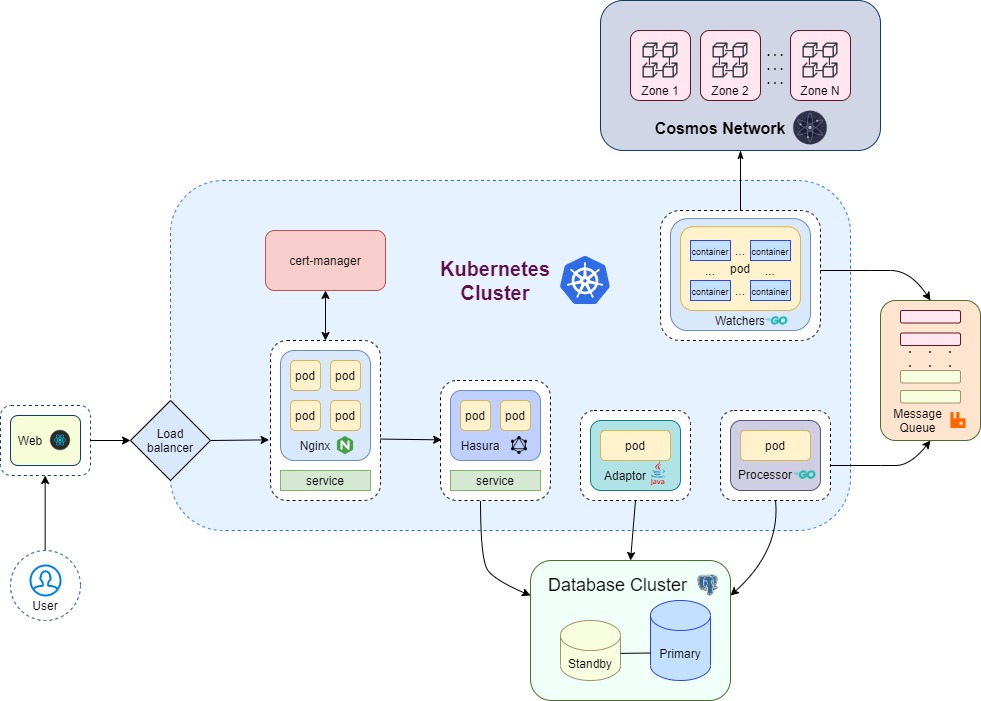 Zone 1
Zone 2
...
...
...
Zone N
Cosmos Network
Kubernetes
Cluster
cert-manager
container
...
container
...
pod
...
container
...
container
Watchers
GO
Message
Queue
Web
Load
balancer
pod
pod
pod
pod
Nginx
service
pod
pod
Hasura
service
pod
Adaptor
Java
pod
Processor
GO
User
Database Cluster
Standby
Primary